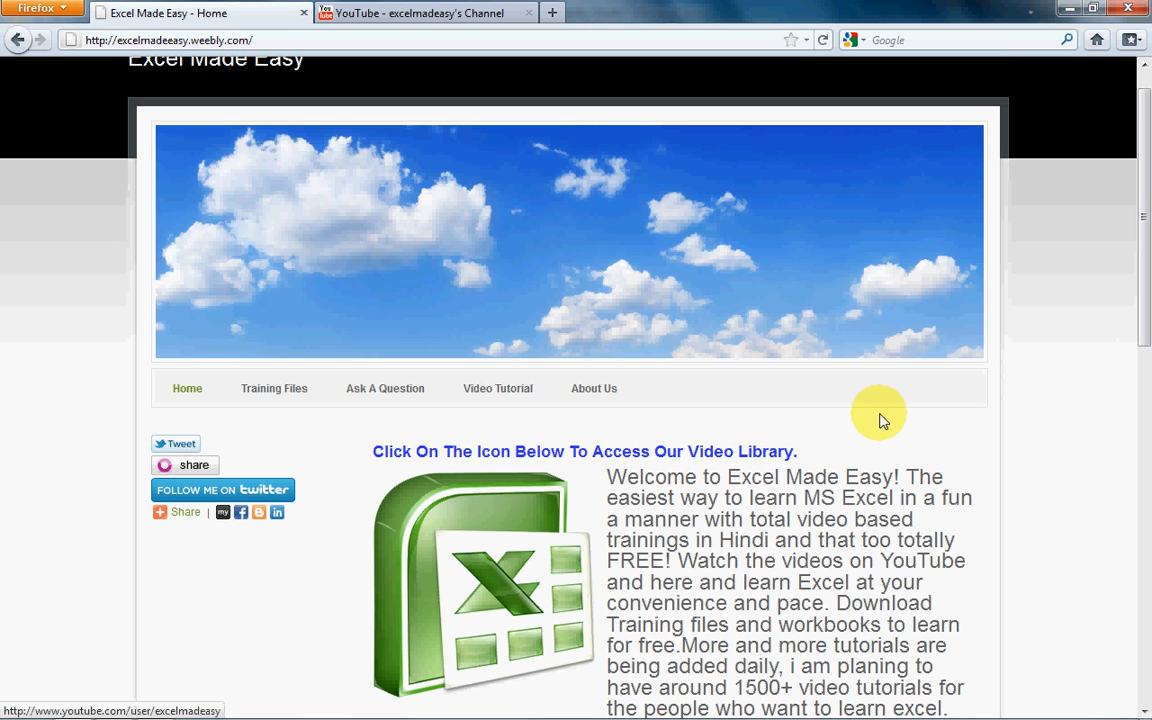 Firefox
Excel Made Easy - Home
YouTube - excelmadeasy's Channel
http://excelmadeeasy.weebly.com/
Google
Excel Made Easy
Home
Training Files
Ask A Question
Video Tutorial
About Us
Tweet
share
FOLLOW ME ON twitter
Share |
Click On The Icon Below To Access Our Video Library.
Welcome to Excel Made Easy! The
easiest way to learn MS Excel in a fun
a manner with total video based
trainings in Hindi and that too totally
FREE! Watch the videos on YouTube
and here and learn Excel at your
convenience and pace. Download
Training files and workbooks to learn
for free.More and more tutorials are
being added daily, i am planing to
have around 1500+ video tutorials for
the people who want to learn excel.
http://www.youtube.com/user/excelmadeasy